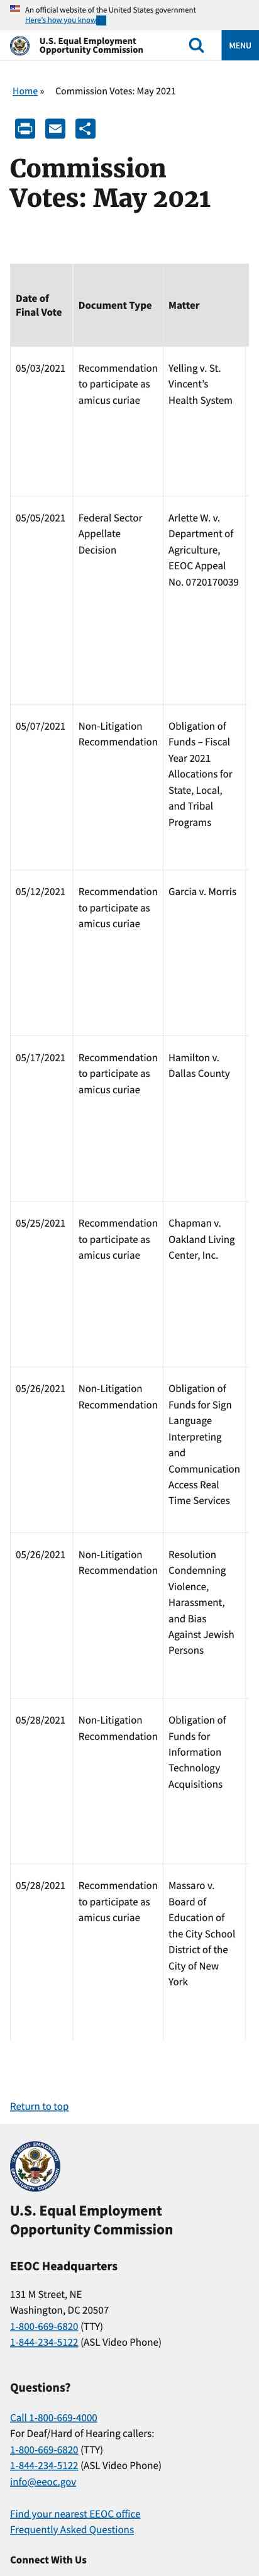 An official website of the United States government
Here's how you know
U.S. Equal Employment
Opportunity Commission
MENU
Home » Commission Votes: May 2021
Commission
Votes: May 2021
Date of
Final Vote
Document Type
Matter
05/03/2021
Recommendation
to participate as
amicus curiae
Yelling v. St.
Vincent's
Health System
05/05/2021
Federal Sector
Appellate
Decision
Arlette W. v.
Department of
Agriculture,
EEOC Appeal
No. 0720170039
05/07/2021
Non-Litigation
Recommendation
Obligation of
Funds – Fiscal
Year 2021
Allocations for
State, Local,
and Tribal
Programs
05/12/2021
Recommendation
to participate as
amicus curiae
Garcia v. Morris
05/17/2021
Recommendation
to participate as
amicus curiae
Hamilton v.
Dallas County
05/25/2021
Recommendation
to participate as
amicus curiae
Chapman v.
Oakland Living
Center, Inc.
05/26/2021
Non-Litigation
Recommendation
Obligation of
Funds for Sign
Language
Interpreting
and
Communication
Access Real
Time Services
05/26/2021
Non-Litigation
Recommendation
Resolution
Condemning
Violence,
Harassment,
and Bias
Against Jewish
Persons
05/28/2021
Non-Litigation
Recommendation
Obligation of
Funds for
Information
Technology
Acquisitions
05/28/2021
Recommendation
to participate as
amicus curiae
Massaro v.
Board of
Education of
the City School
District of the
City of New
York
Return to top
U.S. Equal Employment
Opportunity Commission
EEOC Headquarters
131 M Street, NE
Washington, DC 20507
1-800-669-6820 (TTY)
1-844-234-5122 (ASL Video Phone)
Questions?
Call 1-800-669-4000
For Deaf/Hard of Hearing callers:
1-800-669-6820 (TTY)
1-844-234-5122 (ASL Video Phone)
info@eeoc.gov
Find your nearest EEOC office
Frequently Asked Questions
Connect With Us